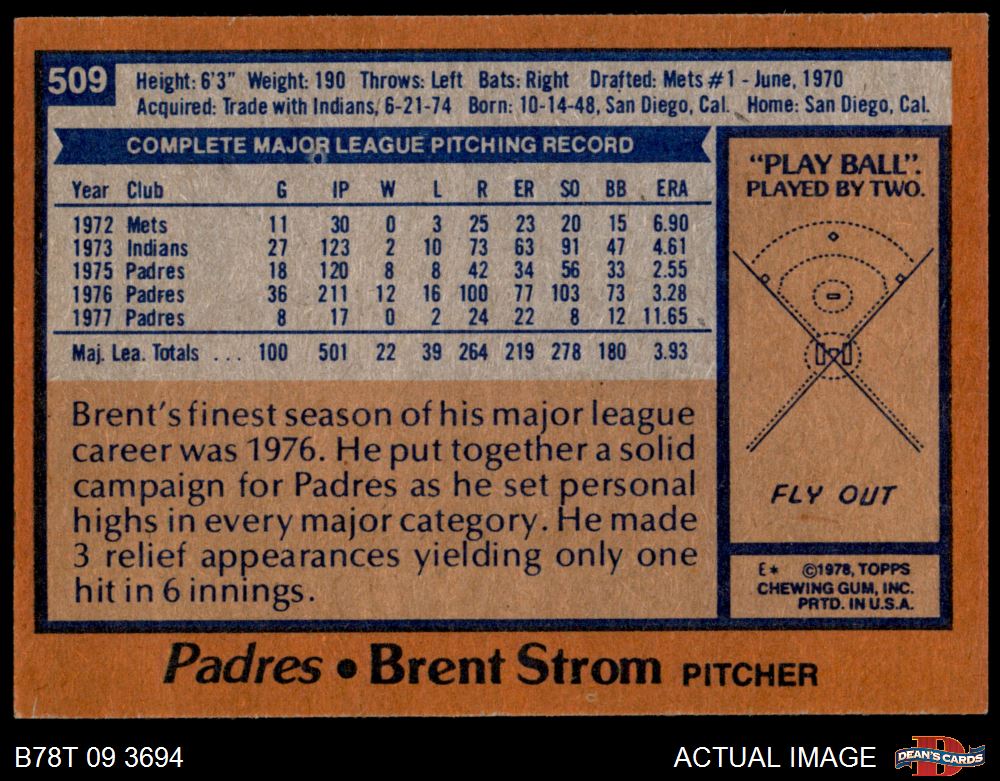 509
Height: 6'3" Weight: 190 Throws: Left Bats: Right Drafted: Mets #1 - June, 1970
Acquired: Trade with Indians, 6-21-74 Born: 10-14-48, San Diego, Cal. Home: San Diego, Cal.
COMPLETE MAJOR LEAGUE PITCHING RECORD
Year Club G IP W L R ER SO BB ERA
1972 Mets 11 30 0 3 25 23 20 15 6.90
1973 Indians 27 123 2 10 73 63 91 47 4.61
1975 Padres 18 120 8 8 42 34 56 33 2.55
1976 Padres 36 211 12 16 100 77 103 73 3.28
1977 Padres 8 17 0 2 24 22 8 12 11.65
Maj. Lea. Totals ... 100 501 22 39 264 219 278 180 3.93
Brent's finest season of his major league
career was 1976. He put together a solid
campaign for Padres as he set personal
highs in every major category. He made
3 relief appearances yielding only one
hit in 6 innings.
"PLAY BALL".
PLAYED BY TWO.
FLY OUT
E* ©1978, TOPPS
CHEWING GUM, INC.
PRTD. IN U.S.A.
Padres • Brent Strom PITCHER
B78T 09 3694
ACTUAL IMAGE
DEAN'S CARDS